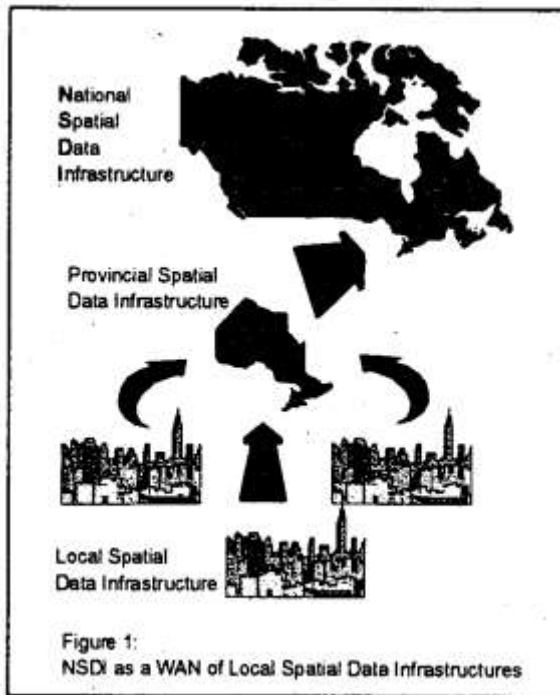 National
Spatial
Data
Infrastructure
Provincial Spatial
Data Infrastructure
Local Spatial
Data Infrastructure
Figure 1:
NSDI as a WAN of Local Spatial Data Infrastructures